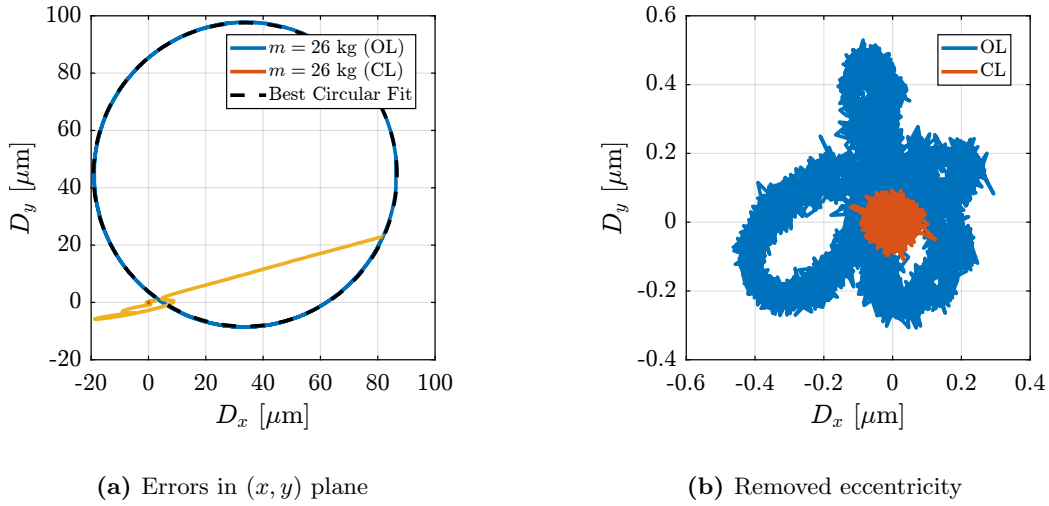 100
80
60
40
20
0
-20
-20
0
20
40
60
80
100
D_y [μm]
D_x [μm]
m = 26 kg (OL)
m = 26 kg (CL)
Best Circular Fit
(a) Errors in (x, y) plane
0.6
0.4
0.2
0
-0.2
-0.4
-0.6
-0.4
-0.2
0
0.2
0.4
D_y [μm]
D_x [μm]
OL
CL
(b) Removed eccentricity